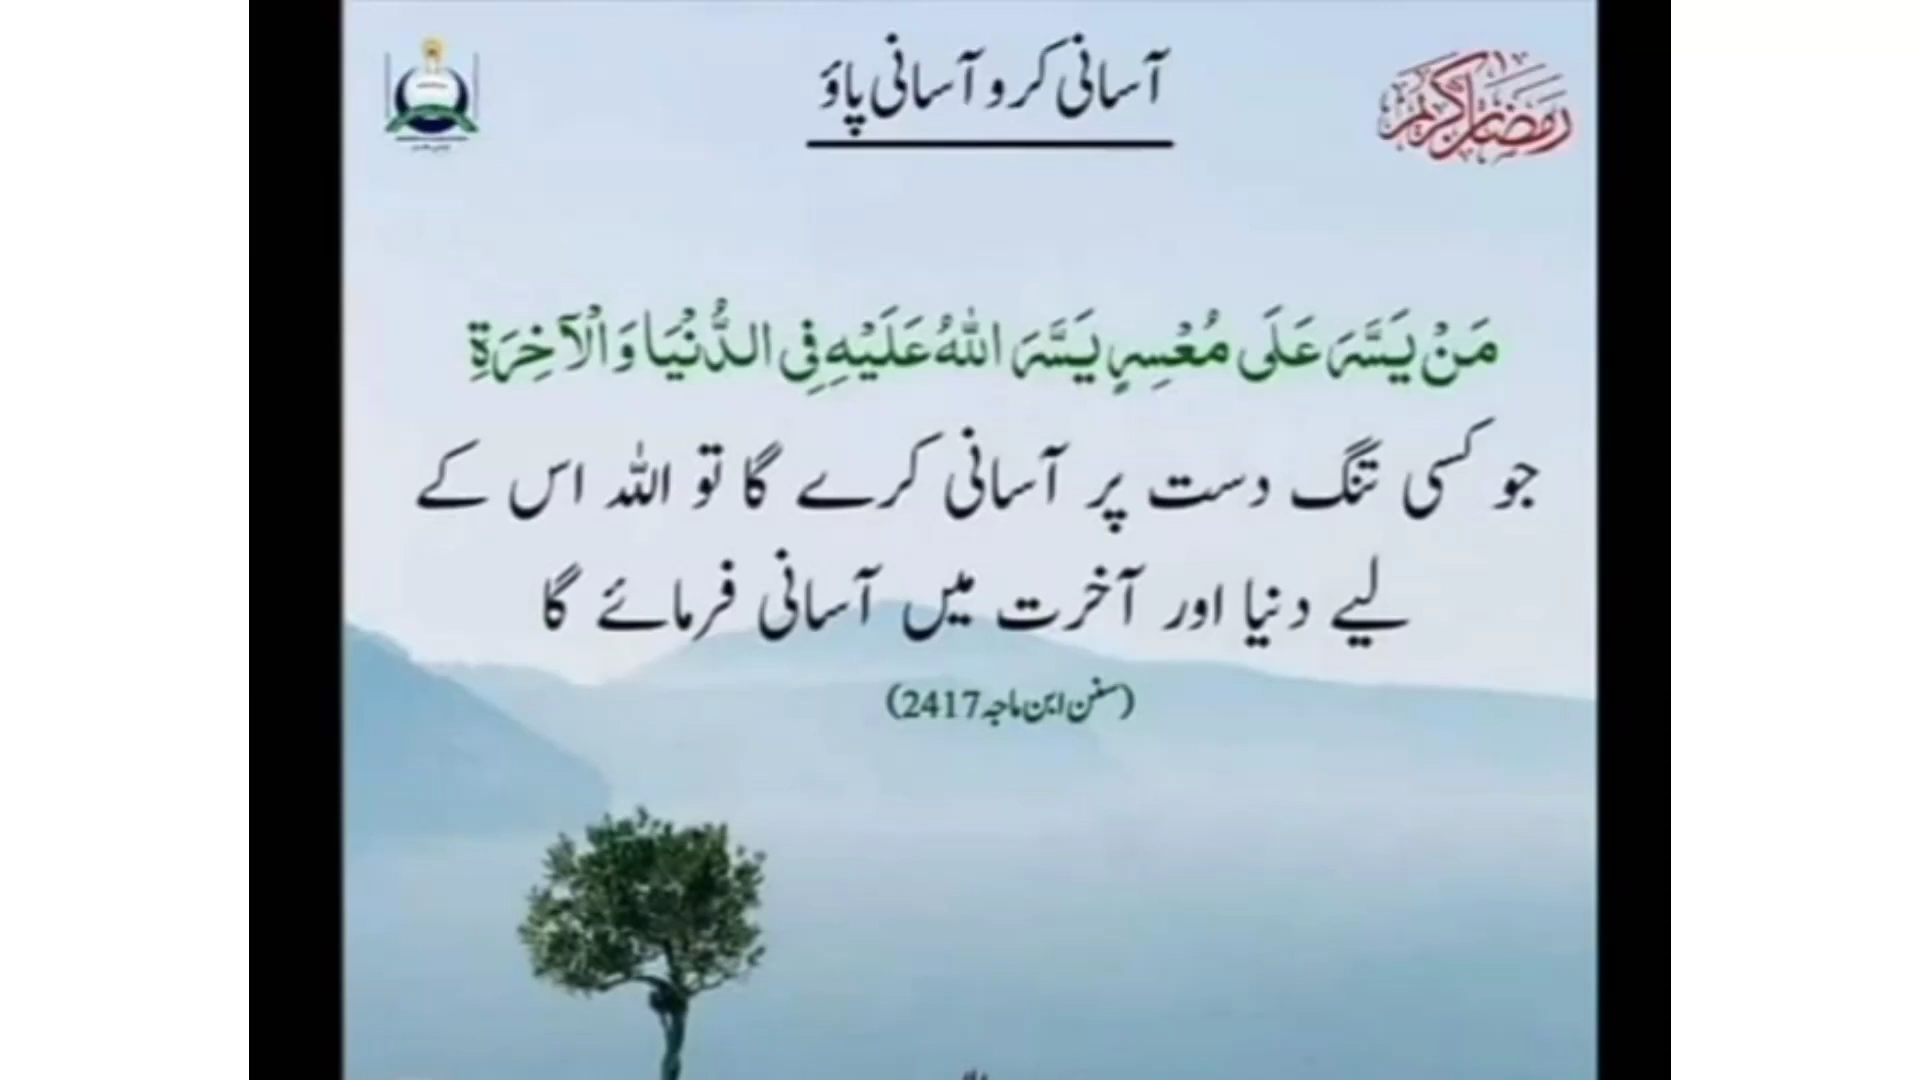 آسانی کرو آسانی پاؤ
رمضان كريم
مَنْ يَسَّرَ عَلَى مُعْسِرٍ يَسَّرَ اللهُ عَلَيْهِ فِي الدُّنْيَا وَالْآخِرَةِ
جو کسی تنگ دست پر آسانی کرے گا تو اللہ اس کے
لیے دنیا اور آخرت میں آسانی فرمائے گا
(سنن ابن ماجہ 2417)